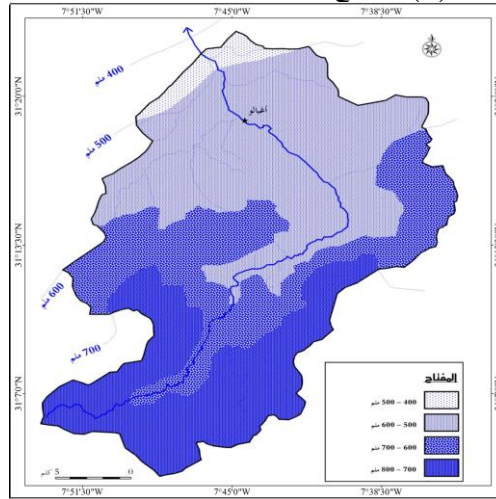 7°51'30"W 7°45'0"W 7°38'30"W
400 ملم
31°20'0"N
اغبالو
500 ملم
31°13'30"N
600 ملم
700 ملم
31°7'0"N
المفتاح
400 – 500 ملم
500 – 600 ملم
600 – 700 ملم
700 – 800 ملم
0 5 كلم
7°51'30"W 7°45'0"W 7°38'30"W